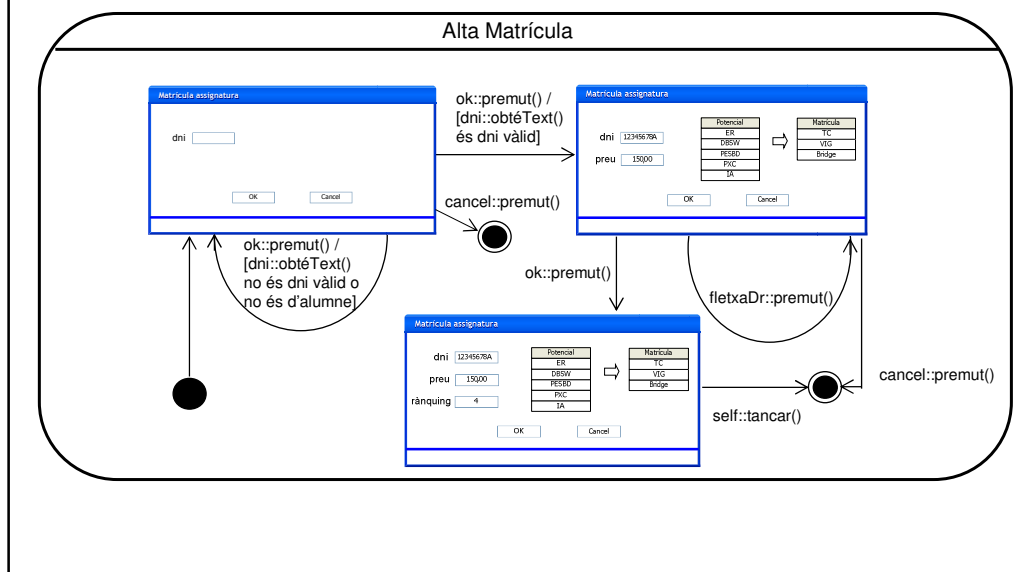 Alta Matrícula
Matrícula assignatura
dni
OK Cancel
ok::premut() /
[dni::obtéText()
és dni vàlid]
Matrícula assignatura
dni 12345678A
preu 150,00
Potencial
ER
DBSW
PESBD
PXC
IA
Matrícula
TC
VIG
Bridge
OK Cancel
cancel::premut()
ok::premut() /
[dni::obtéText()
no és dni vàlid o
no és d'alumne]
ok::premut()
fletxaDr::premut()
Matrícula assignatura
dni 12345678A
preu 150,00
rànquing 4
Potencial
ER
DBSW
PESBD
PXC
IA
Matrícula
TC
VIG
Bridge
OK Cancel
self::tancar()
cancel::premut()